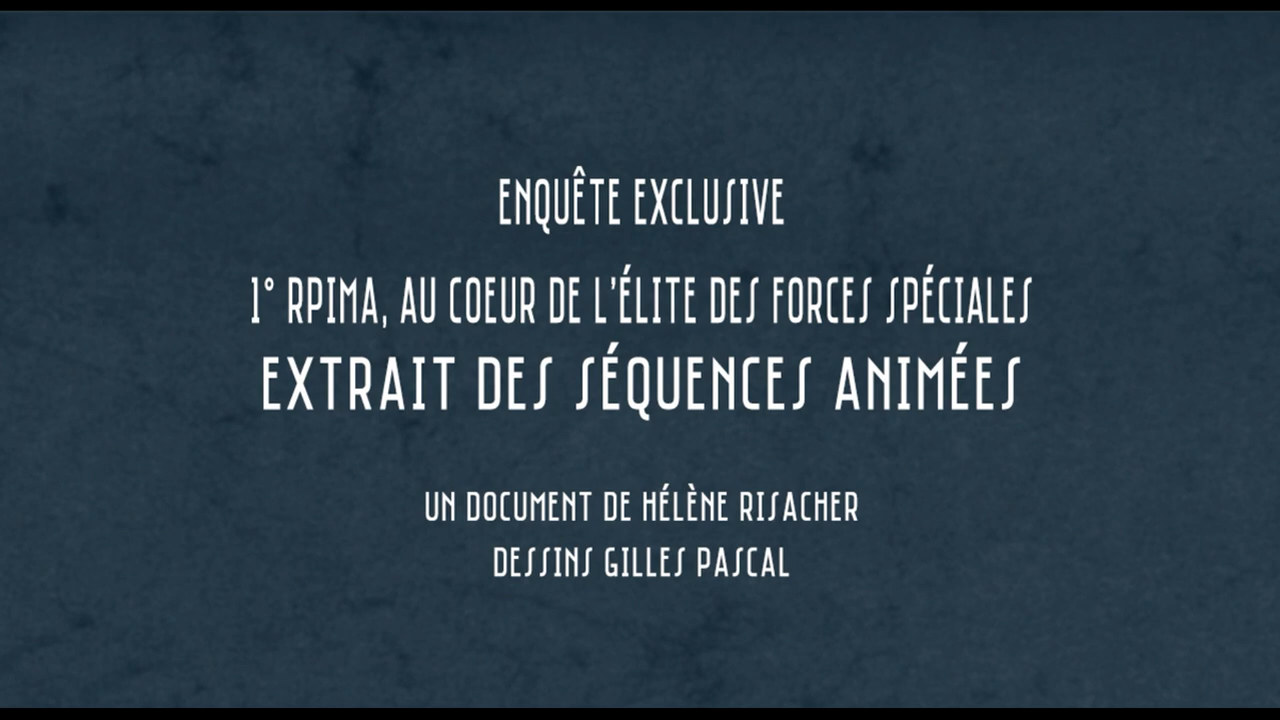 ENQUÊTE EXCLUSIVE
1° RPIMA, AU COEUR DE L'ÉLITE DES FORCES SPÉCIALES
EXTRAIT DES SÉQUENCES ANIMÉES
UN DOCUMENT DE HÉLÈNE RISACHER
DESSINS GILLES PASCAL